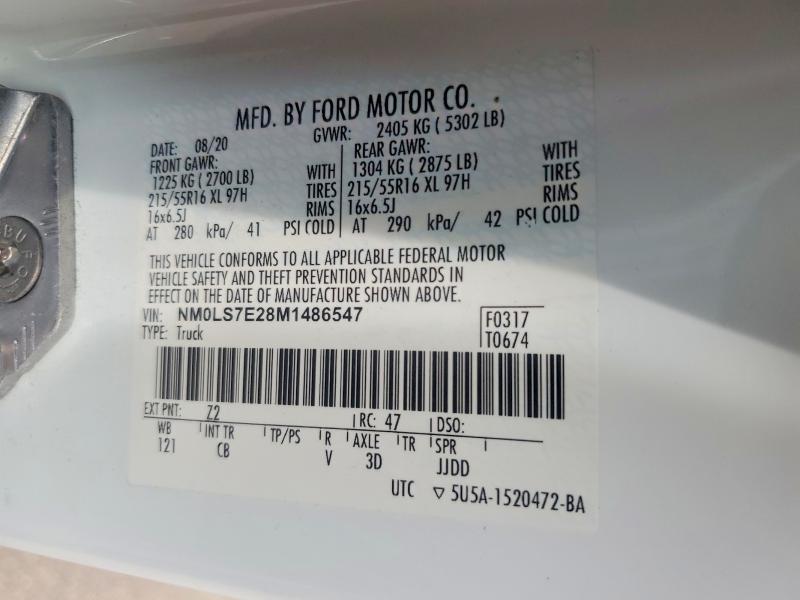 MFD. BY FORD MOTOR CO.
DATE: 08/20 GVWR: 2405 KG ( 5302 LB)
FRONT GAWR: REAR GAWR:
1225 KG ( 2700 LB) WITH 1304 KG ( 2875 LB) WITH
215/55R16 XL 97H TIRES 215/55R16 XL 97H TIRES
16x6.5J RIMS 16x6.5J RIMS
AT 280 kPa/ 41 PSI COLD AT 290 kPa/ 42 PSI COLD
THIS VEHICLE CONFORMS TO ALL APPLICABLE FEDERAL MOTOR
VEHICLE SAFETY AND THEFT PREVENTION STANDARDS IN
EFFECT ON THE DATE OF MANUFACTURE SHOWN ABOVE.
VIN: NM0LS7E28M1486547 F0317
TYPE: Truck T0674
EXT PNT: Z2 RC: 47 DSO:
WB INT TR TP/PS R AXLE TR SPR
121 CB V 3D JJDD
UTC ▽ 5U5A-1520472-BA